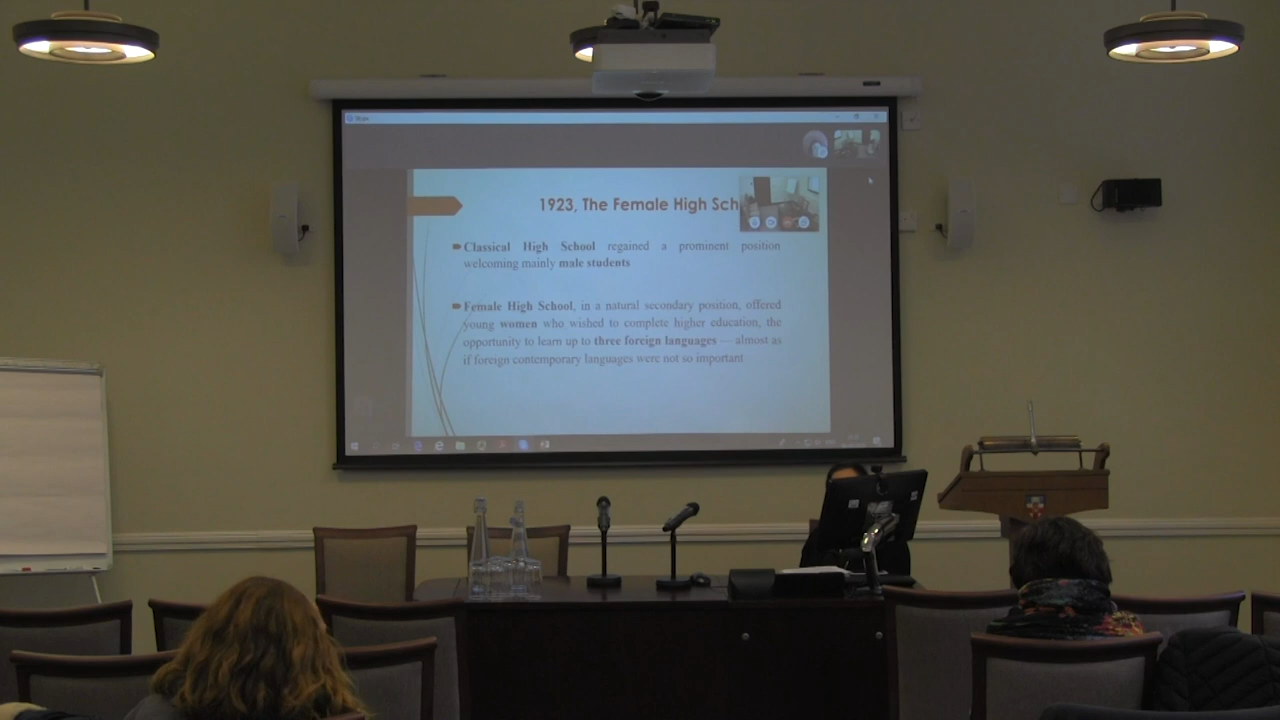 Skype
1923, The Female High Sch
Classical High School regained a prominent position
welcoming mainly male students
Female High School, in a natural secondary position, offered
young women who wished to complete higher education, the
opportunity to learn up to three foreign languages — almost as
if foreign contemporary languages were not so important